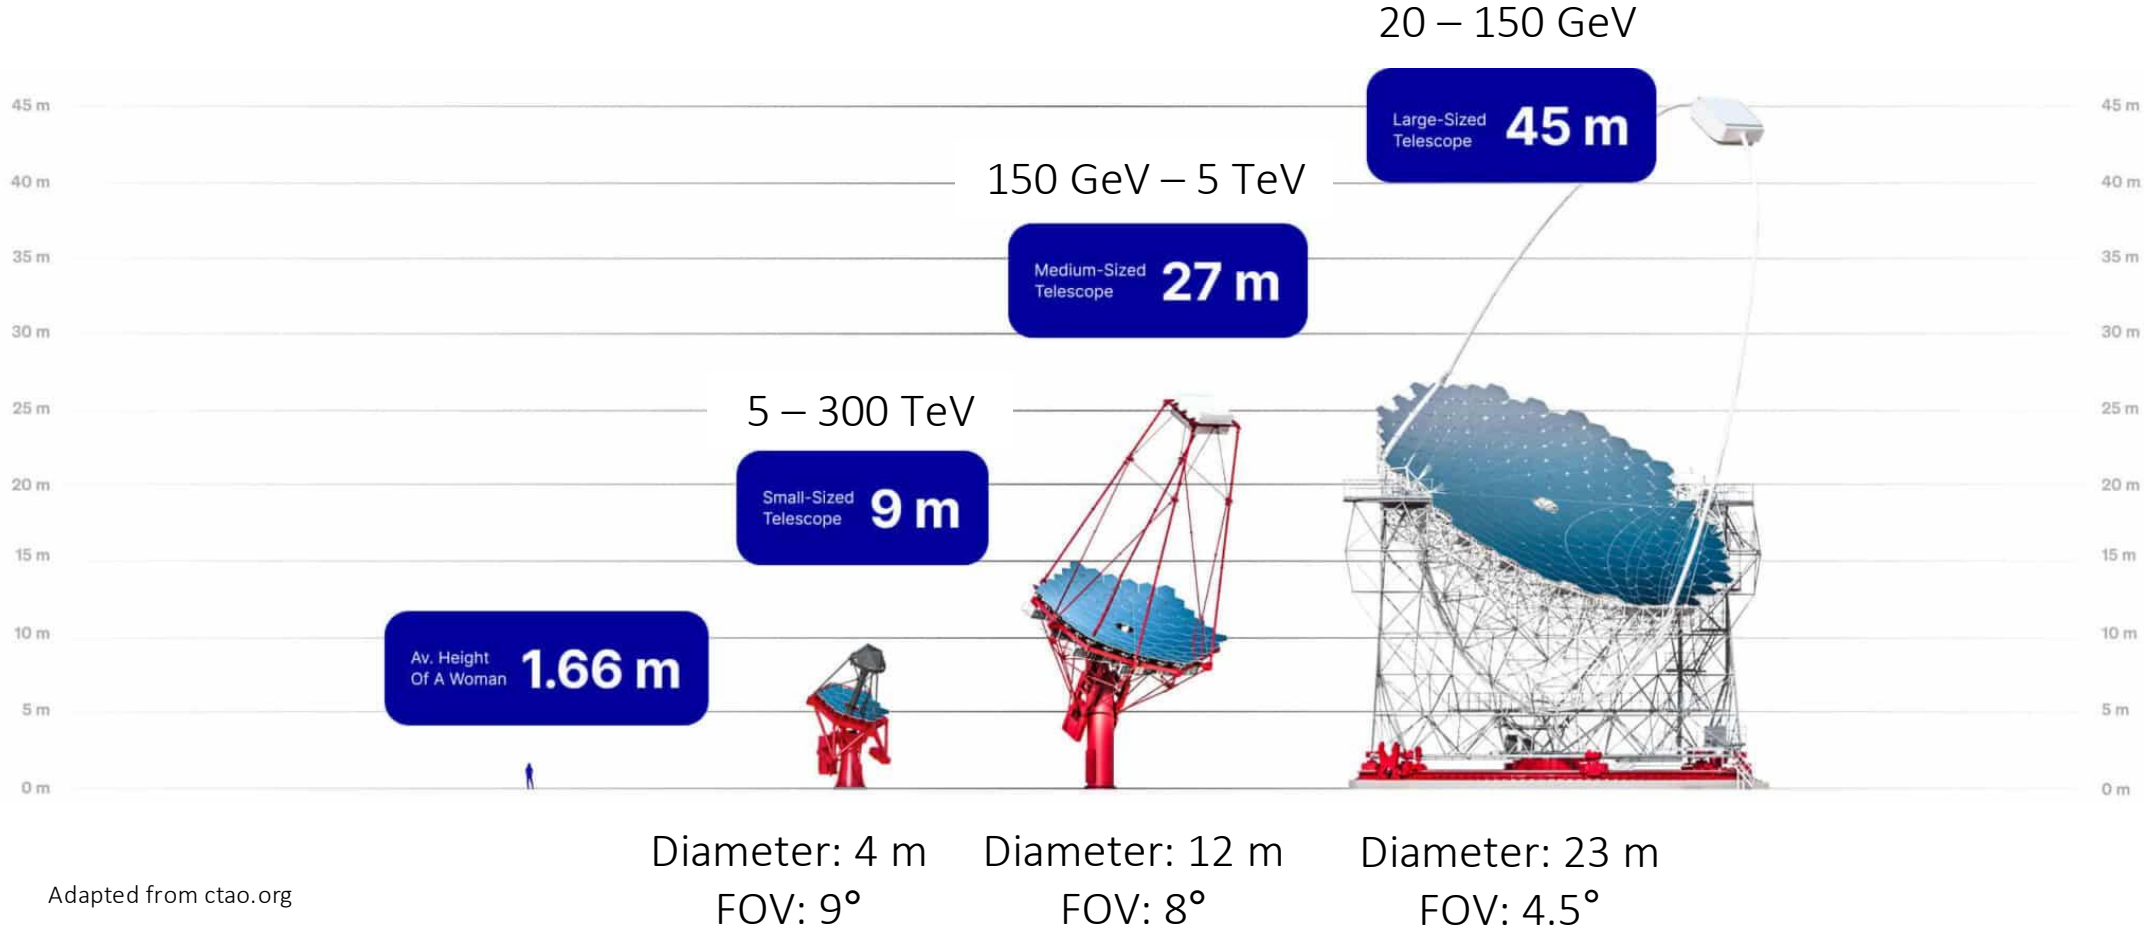 20 – 150 GeV
45 m
45 m
Large-Sized
Telescope
45 m
40 m
150 GeV – 5 TeV
40 m
35 m
Medium-Sized
Telescope
27 m
35 m
30 m
30 m
25 m
5 – 300 TeV
25 m
20 m
Small-Sized
Telescope
9 m
20 m
15 m
15 m
10 m
Av. Height
Of A Woman
1.66 m
10 m
5 m
5 m
0 m
0 m
Diameter: 4 m
FOV: 9°
Diameter: 12 m
FOV: 8°
Diameter: 23 m
FOV: 4.5°
Adapted from ctao.org